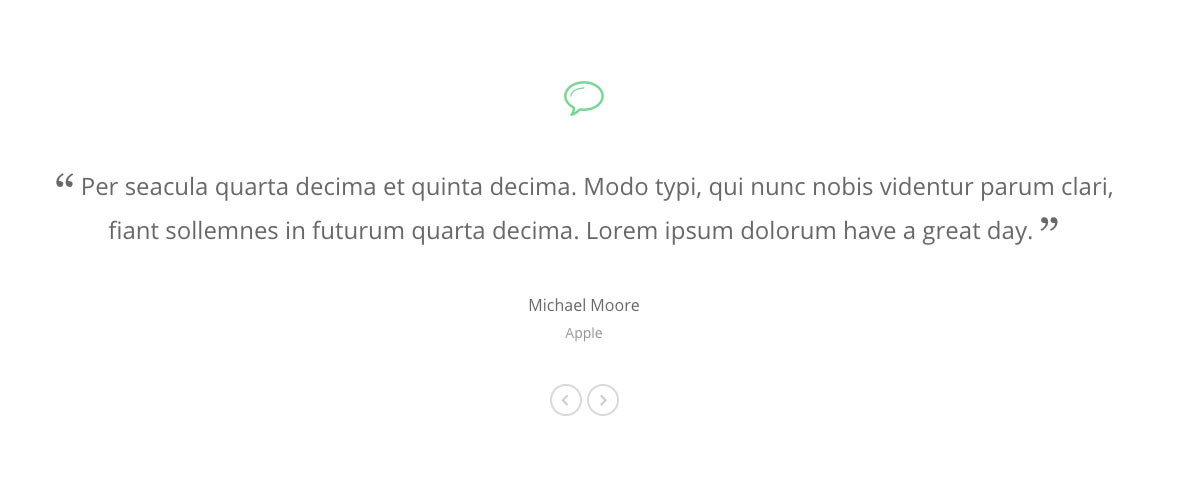 “ Per seacula quarta decima et quinta decima. Modo typi, qui nunc nobis videntur parum clari,
fiant sollemnes in futurum quarta decima. Lorem ipsum dolorum have a great day. ”
Michael Moore
Apple